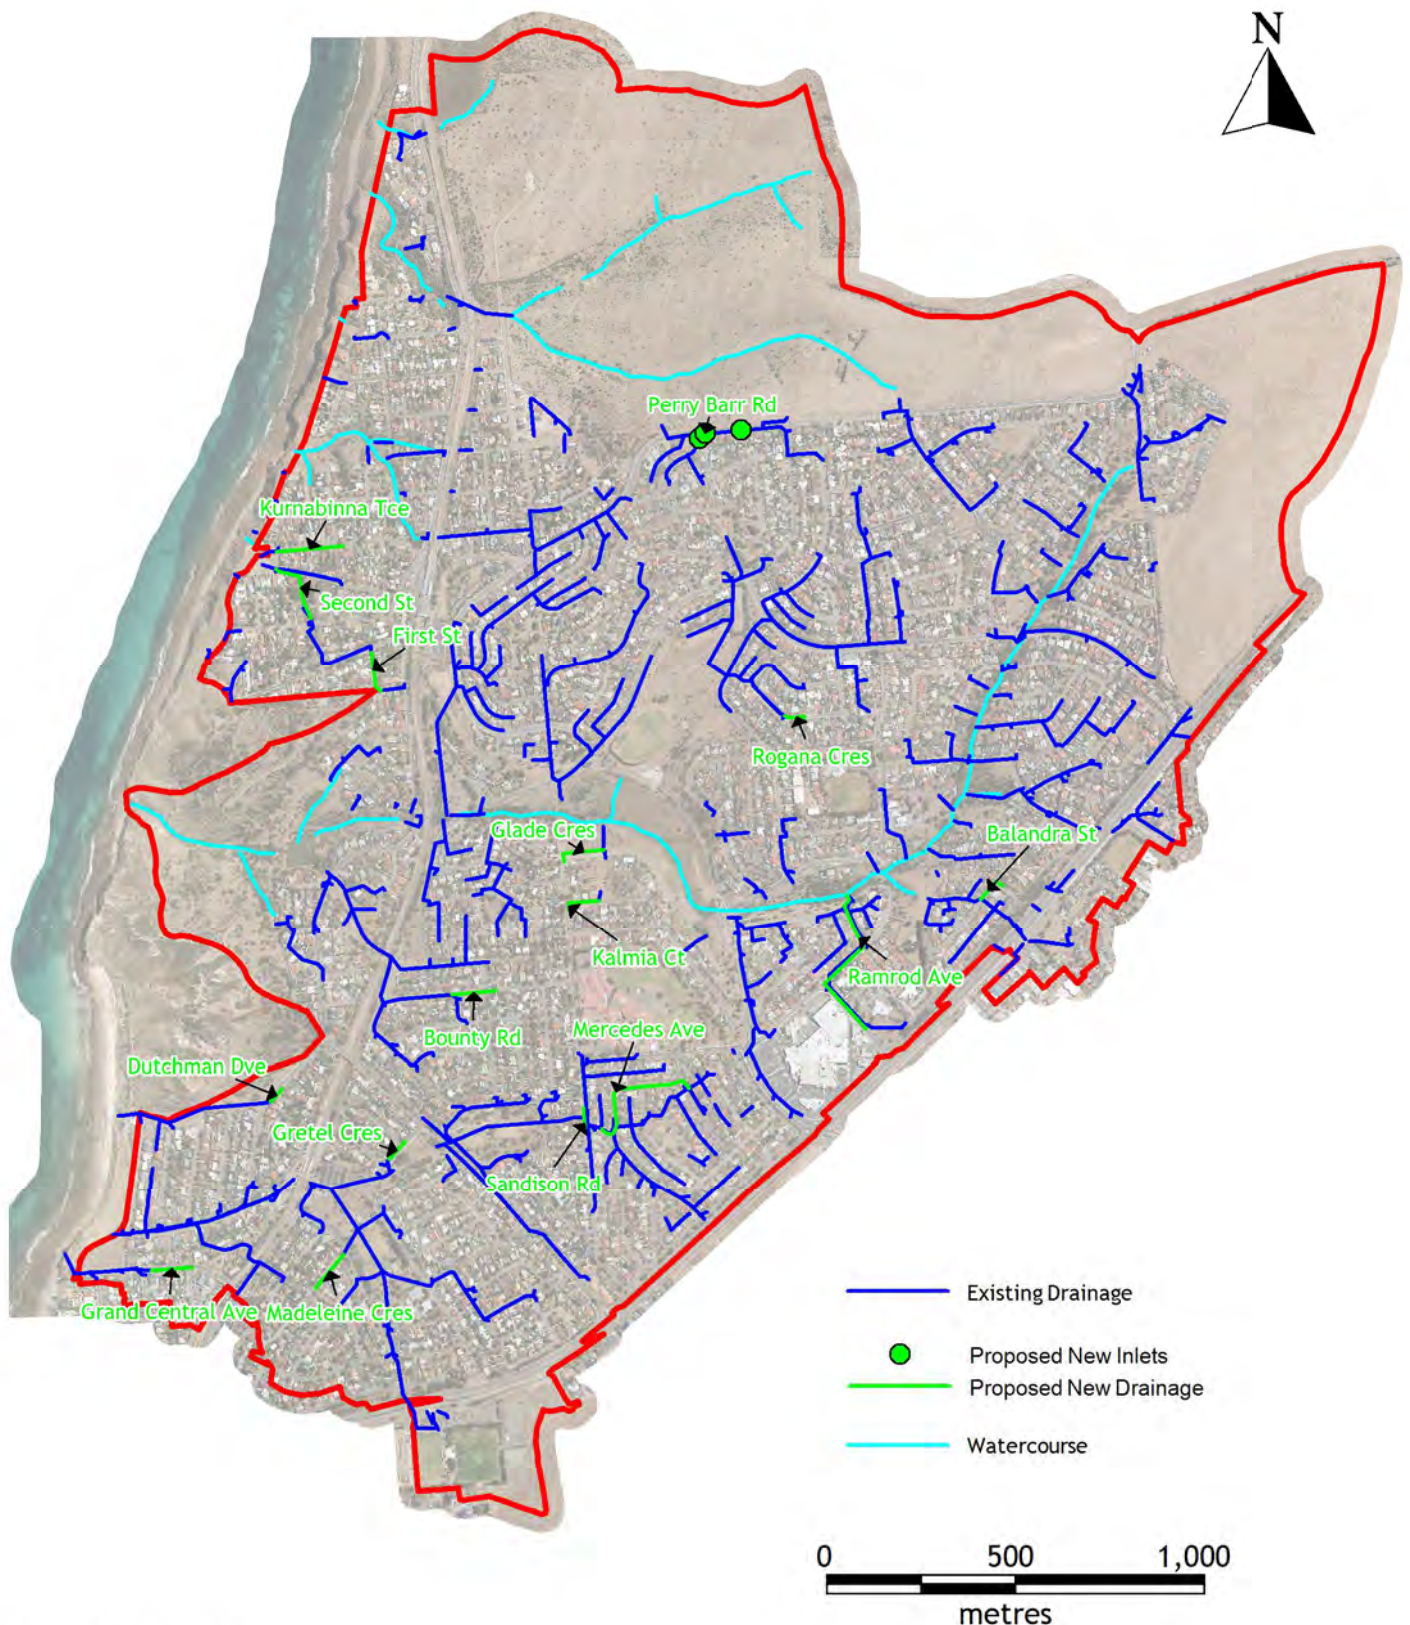 N
Perry Barr Rd
Kurnabinna Tce
Second St
First St
Rogana Cres
Glade Cres
Balandra St
Kalmia Ct
Ramrod Ave
Bounty Rd
Mercedes Ave
Dutchman Dve
Gretel Cres
Sandison Rd
Grand Central Ave
Madeleine Cres
Existing Drainage
Proposed New Inlets
Proposed New Drainage
Watercourse
0 500 1,000
metres